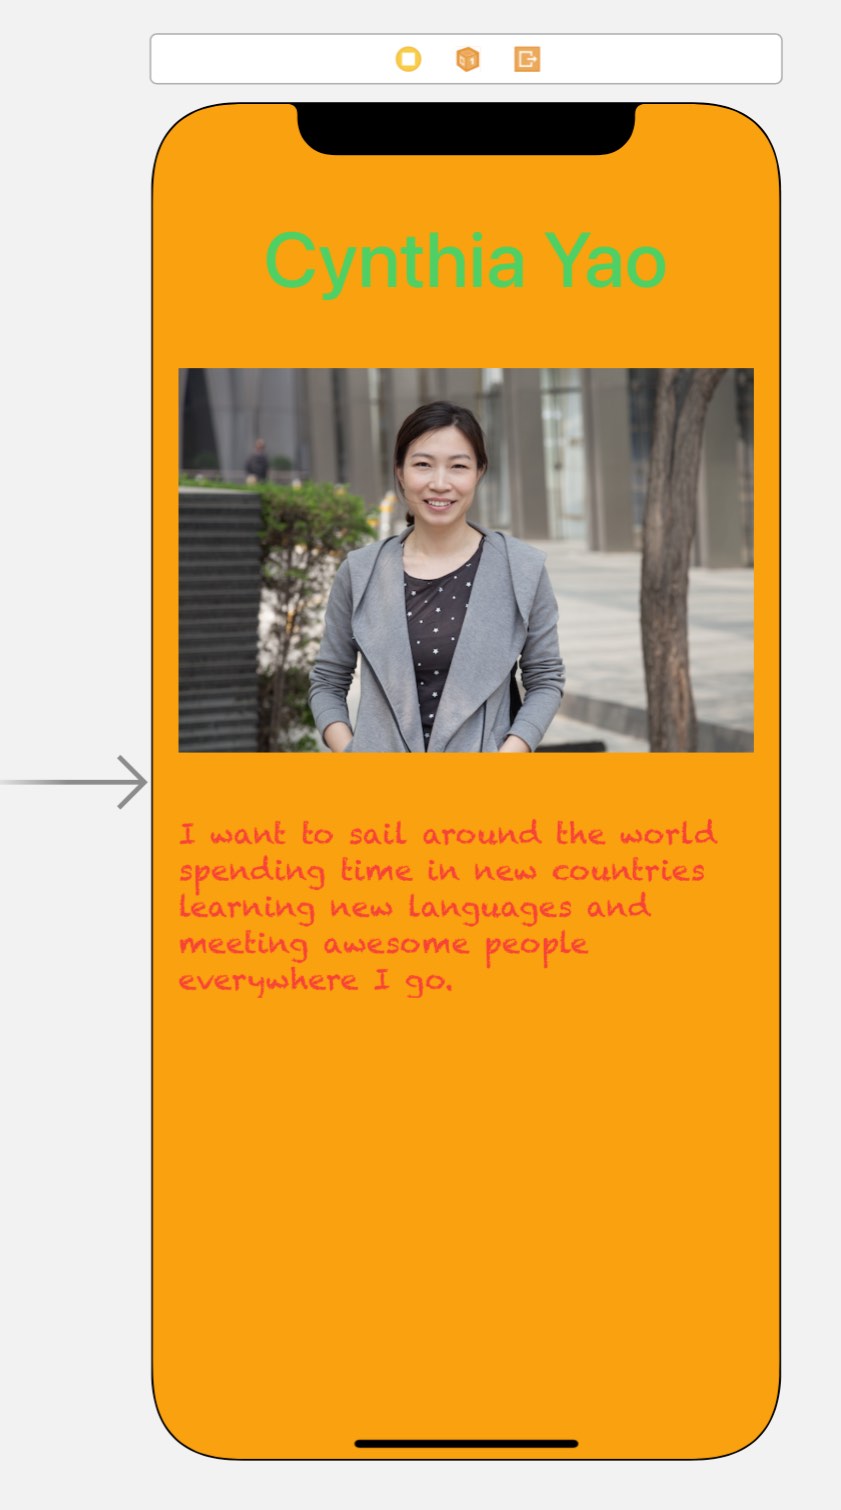 Cynthia Yao
I want to sail around the world
spending time in new countries
learning new languages and
meeting awesome people
everywhere I go.